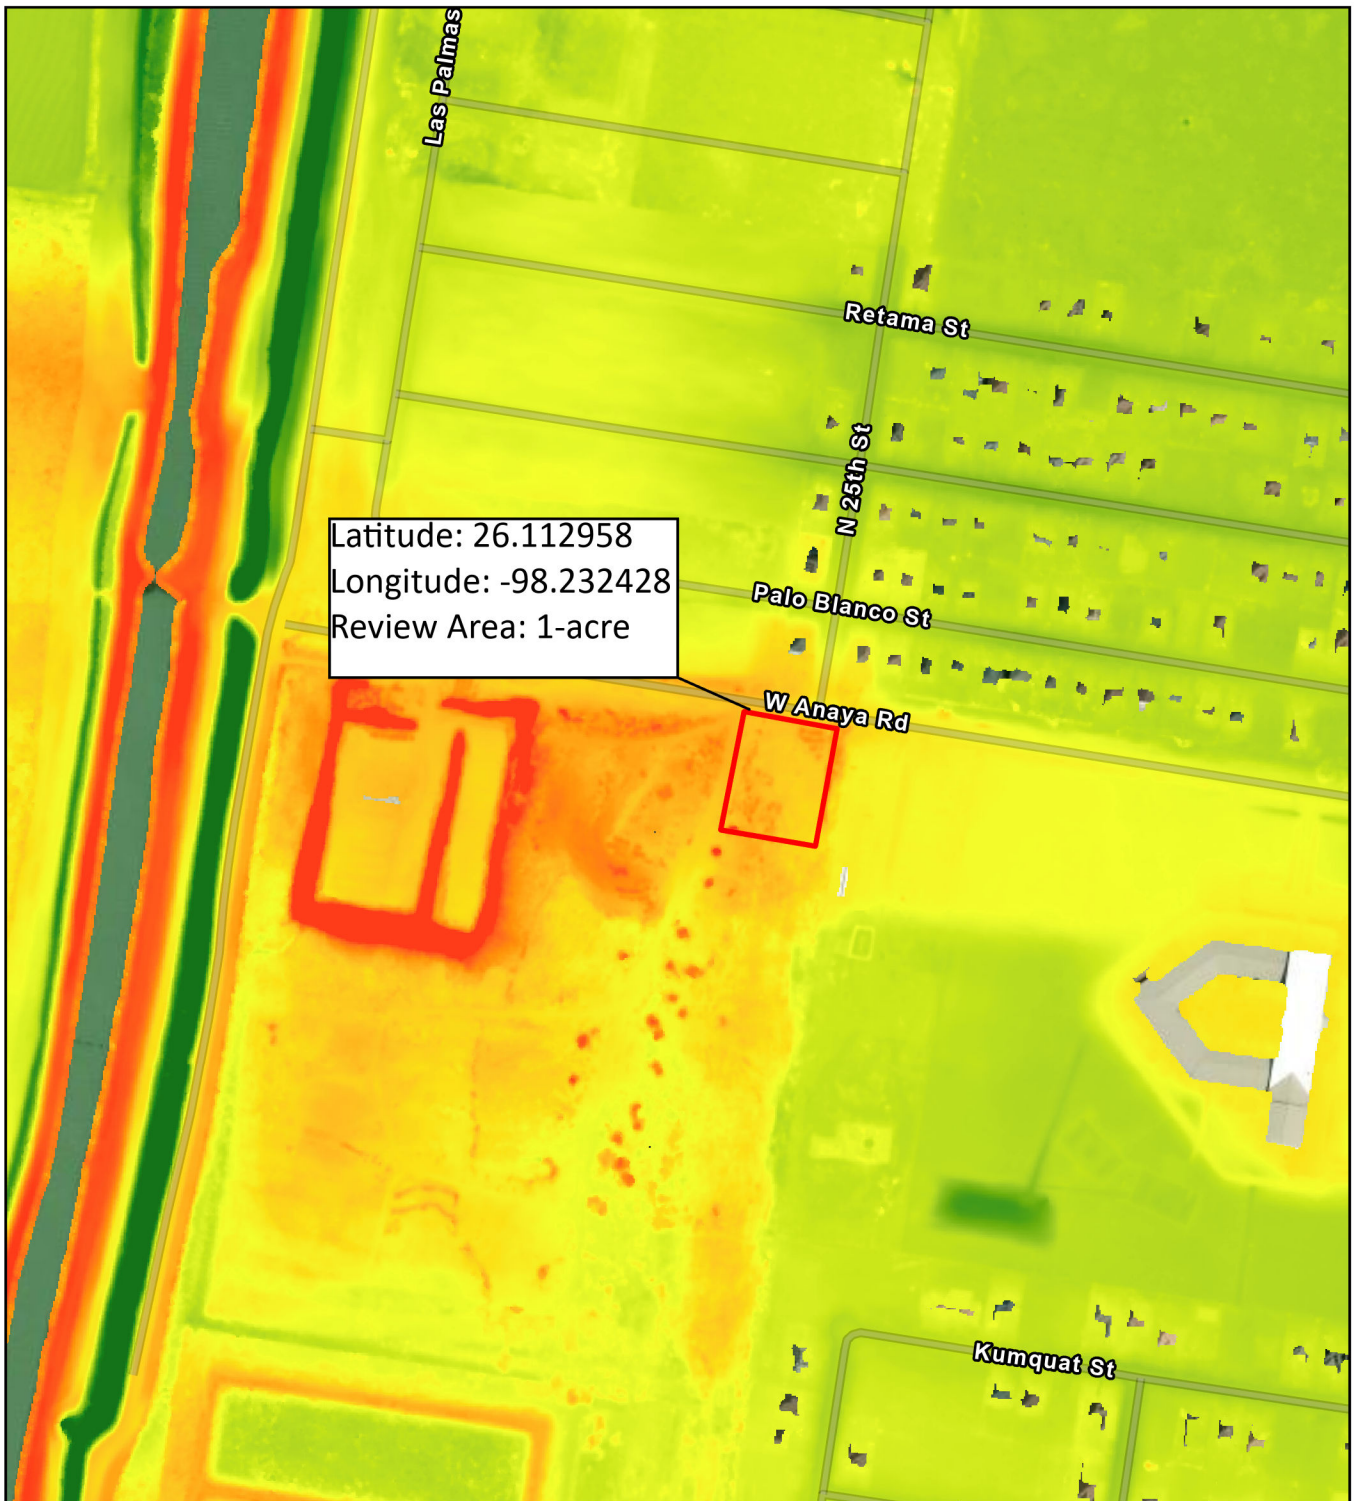 Las Palmas
Retama St
N 25th St
Latitude: 26.112958
Longitude: -98.232428
Review Area: 1-acre
Palo Blanco St
W Anaya Rd
Kumquat St